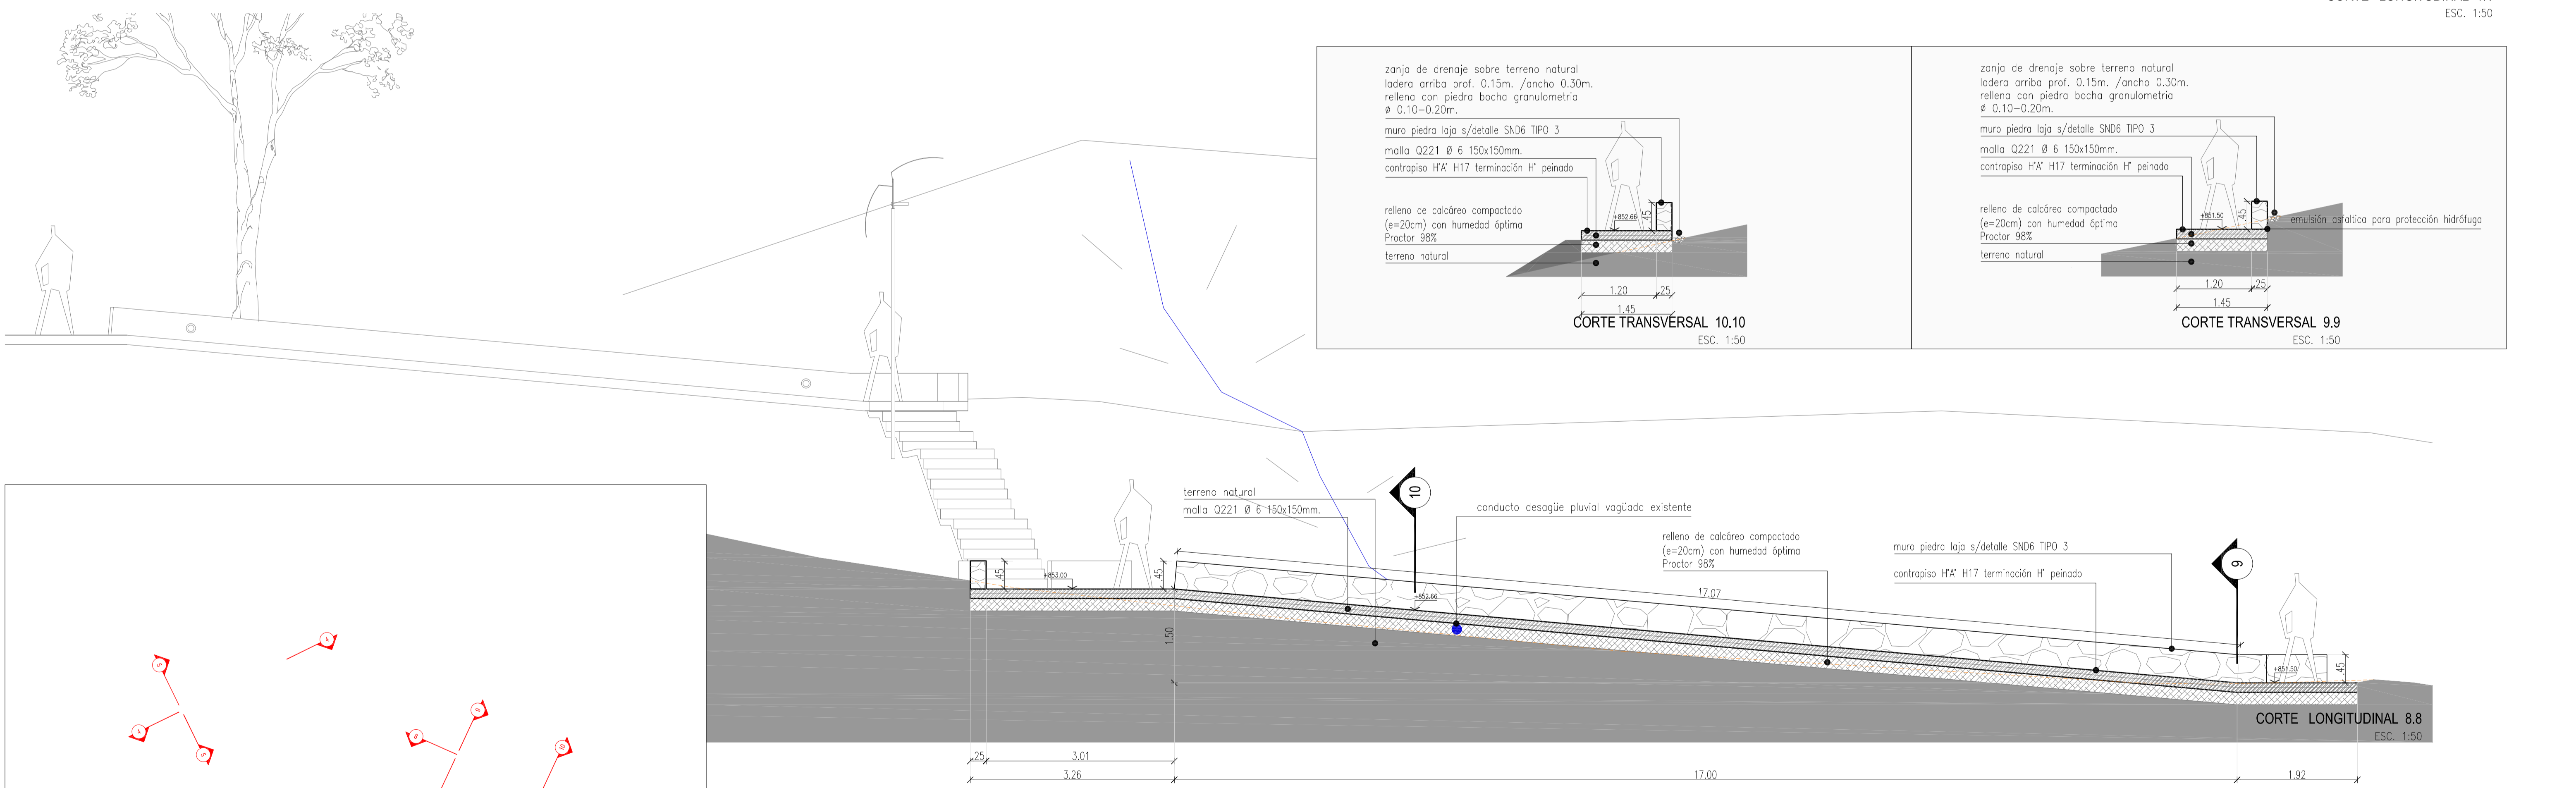 ESC. 1:50
zanja de drenaje sobre terreno natural
ladera arriba prof. 0.15m. /ancho 0.30m.
rellena con piedra bocha granulometria
Ø 0.10-0.20m.
muro piedra laja s/detalle SND6 TIPO 3
malla Q221 Ø 6 150x150mm.
contrapiso H°A° H17 terminación H° peinado
relleno de calcáreo compactado
(e=20cm) con humedad óptima
Proctor 98%
terreno natural
+852.66
.45
1.20
.25
1.45
CORTE TRANSVERSAL 10.10
ESC. 1:50
zanja de drenaje sobre terreno natural
ladera arriba prof. 0.15m. /ancho 0.30m.
rellena con piedra bocha granulometria
Ø 0.10-0.20m.
muro piedra laja s/detalle SND6 TIPO 3
malla Q221 Ø 6 150x150mm.
contrapiso H°A° H17 terminación H° peinado
relleno de calcáreo compactado
(e=20cm) con humedad óptima
Proctor 98%
terreno natural
+851.50
.45
emulsión asfaltica para protección hidrófuga
1.20
.25
1.45
CORTE TRANSVERSAL 9.9
ESC. 1:50
terreno natural
malla Q221 Ø 6 150x150mm.
10
conducto desagüe pluvial vagüada existente
relleno de calcáreo compactado
(e=20cm) con humedad óptima
Proctor 98%
muro piedra laja s/detalle SND6 TIPO 3
contrapiso H°A° H17 terminación H° peinado
9
.45
+853.00
.45
+852.66
17.07
1.50
+851.50
.45
CORTE LONGITUDINAL 8.8
ESC. 1:50
.25
3.01
3.26
17.00
1.92
4
5
4
5
8
9
10